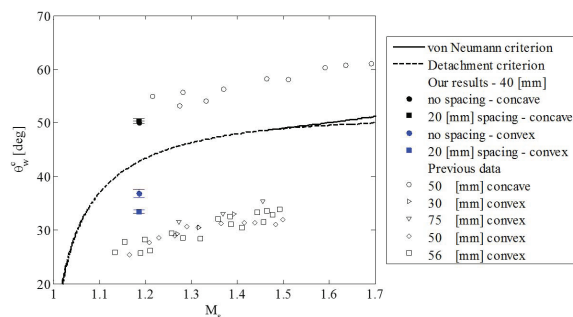 60
50
40
30
20
θ_w^c [deg]
1
1.1
1.2
1.3
1.4
1.5
1.6
1.7
M_s
von Neumann criterion
Detachment criterion
Our results - 40 [mm]
no spacing - concave
20 [mm] spacing - concave
no spacing - convex
20 [mm] spacing - convex
Previous data
50 [mm] concave
30 [mm] convex
75 [mm] convex
50 [mm] convex
56 [mm] convex